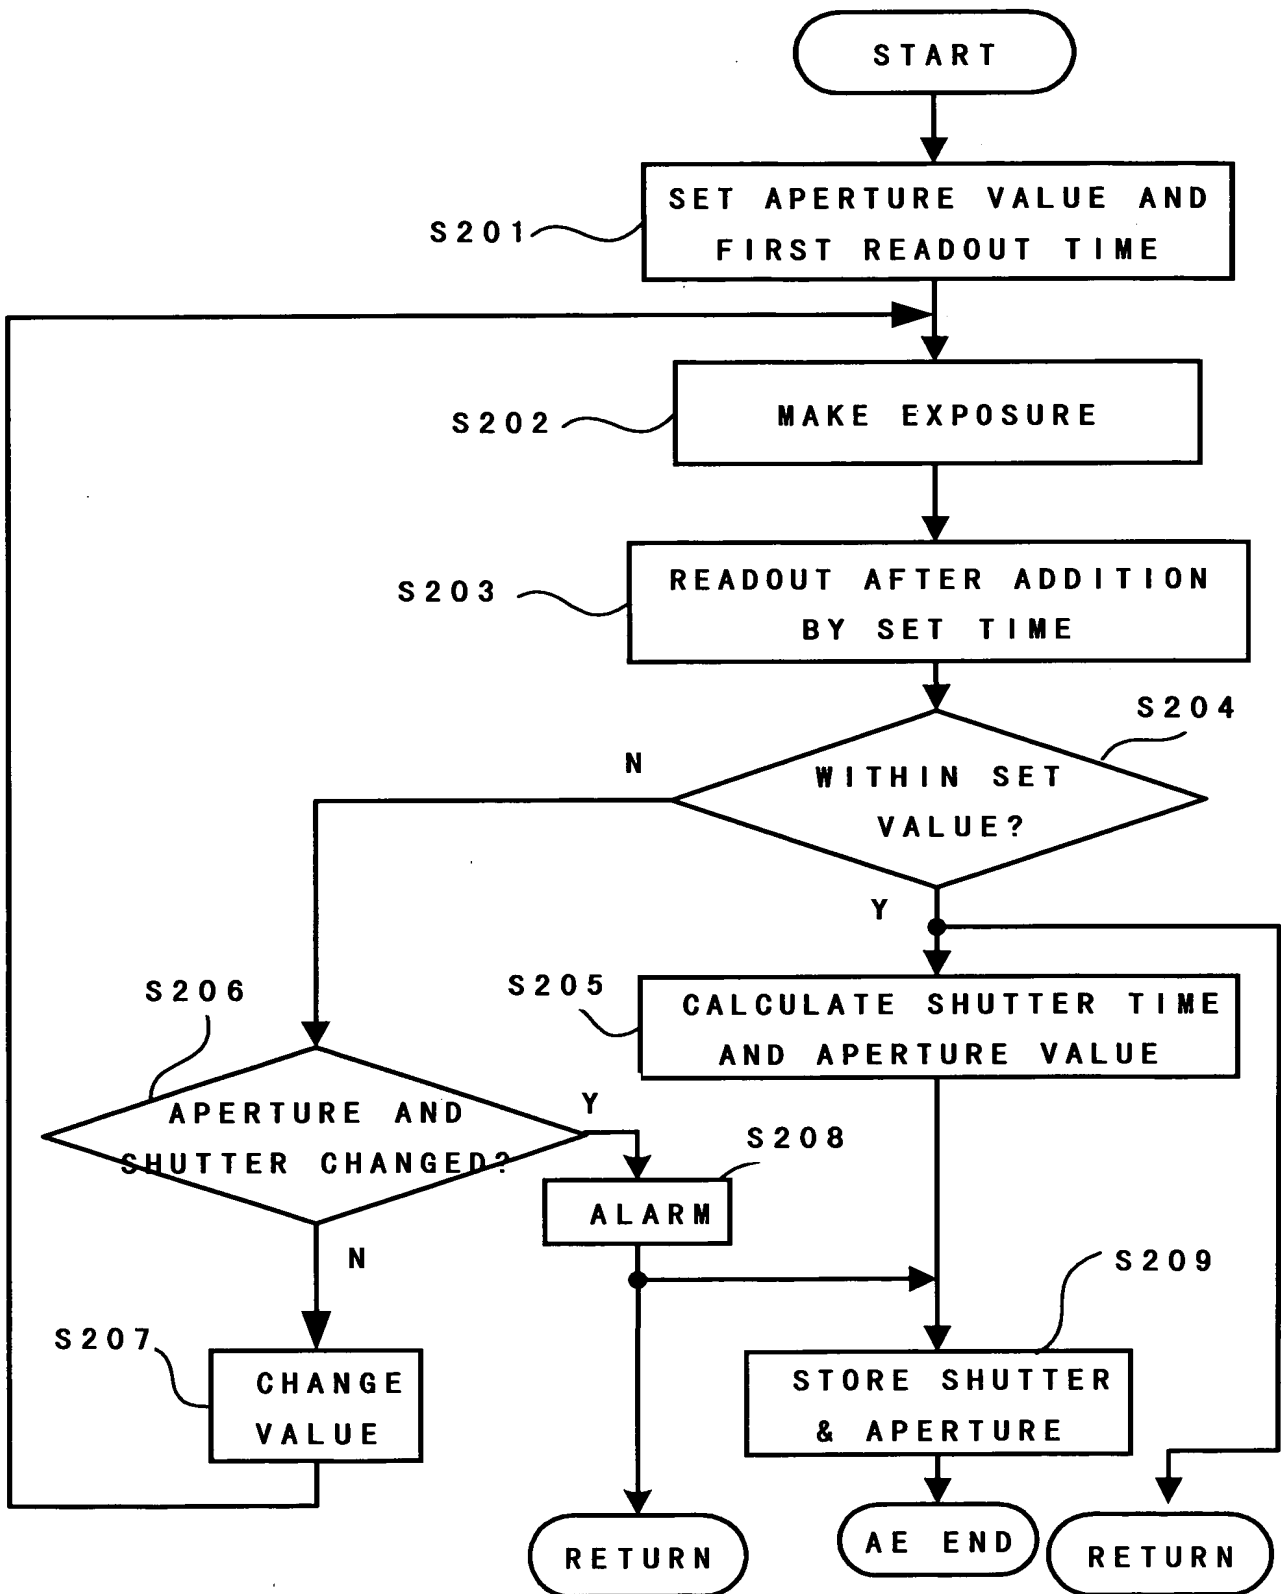 START
SET APERTURE VALUE AND
FIRST READOUT TIME
S201
MAKE EXPOSURE
S202
READOUT AFTER ADDITION
BY SET TIME
S203
S204
N
WITHIN SET
VALUE?
Y
S205
CALCULATE SHUTTER TIME
AND APERTURE VALUE
S206
APERTURE AND
SHUTTER CHANGED?
Y
S208
ALARM
N
S209
S207
CHANGE
VALUE
STORE SHUTTER
& APERTURE
RETURN
AE END
RETURN